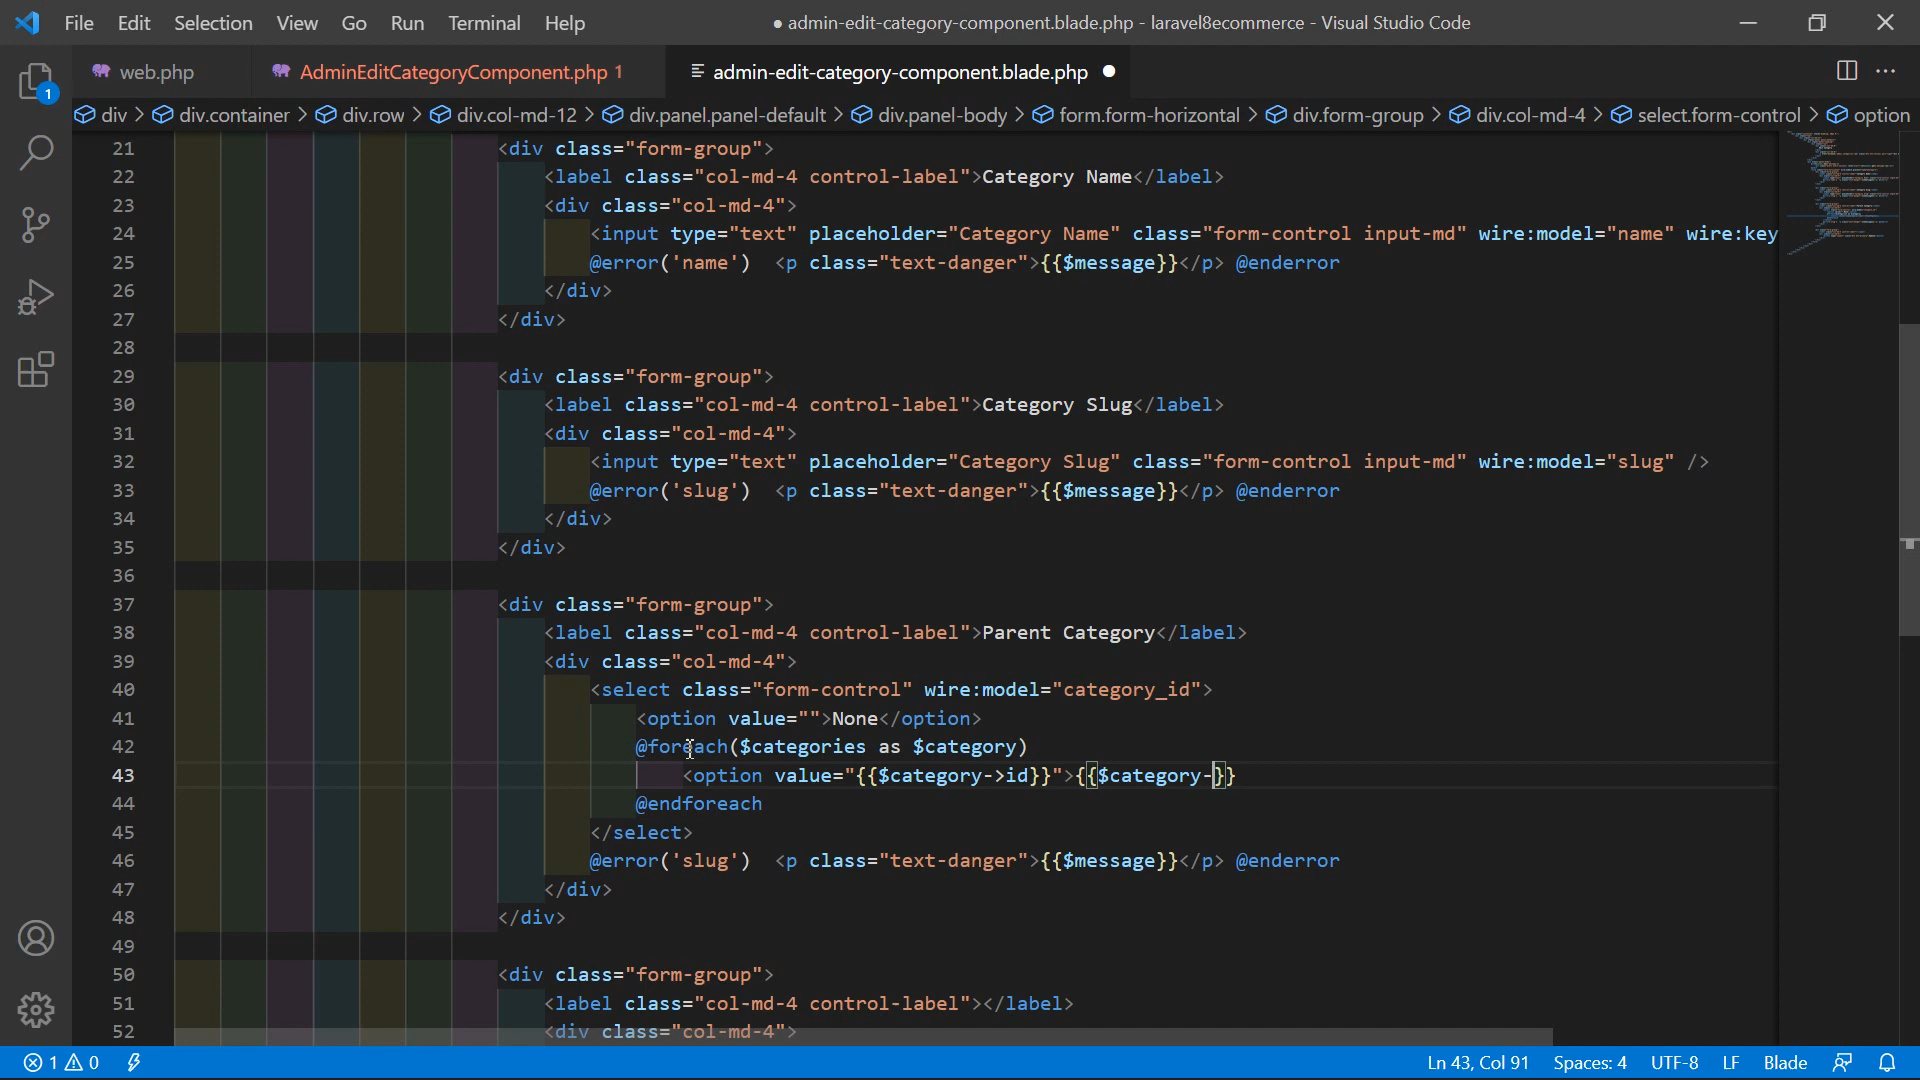 File Edit Selection View Go Run Terminal Help ● admin-edit-category-component.blade.php - laravel8ecommerce - Visual Studio Code
web.php AdminEditCategoryComponent.php 1 admin-edit-category-component.blade.php ●
div > div.container > div.row > div.col-md-12 > div.panel.panel-default > div.panel-body > form.form-horizontal > div.form-group > div.col-md-4 > select.form-control > option
1
21 <div class="form-group">
22 <label class="col-md-4 control-label">Category Name</label>
23 <div class="col-md-4">
24 <input type="text" placeholder="Category Name" class="form-control input-md" wire:model="name" wire:key
25 @error('name')  <p class="text-danger">{{$message}}</p> @enderror
26 </div>
27 </div>
28
29 <div class="form-group">
30 <label class="col-md-4 control-label">Category Slug</label>
31 <div class="col-md-4">
32 <input type="text" placeholder="Category Slug" class="form-control input-md" wire:model="slug" />
33 @error('slug')  <p class="text-danger">{{$message}}</p> @enderror
34 </div>
35 </div>
36
37 <div class="form-group">
38 <label class="col-md-4 control-label">Parent Category</label>
39 <div class="col-md-4">
40 <select class="form-control" wire:model="category_id">
41 <option value="">None</option>
42 @foreach($categories as $category)
43 <option value="{{$category->id}}">{{$category-}}
44 @endforeach
45 </select>
46 @error('slug')  <p class="text-danger">{{$message}}</p> @enderror
47 </div>
48 </div>
49
50 <div class="form-group">
51 <label class="col-md-4 control-label"></label>
52 <div class="col-md-4">
1 0 Ln 43, Col 91 Spaces: 4 UTF-8 LF Blade